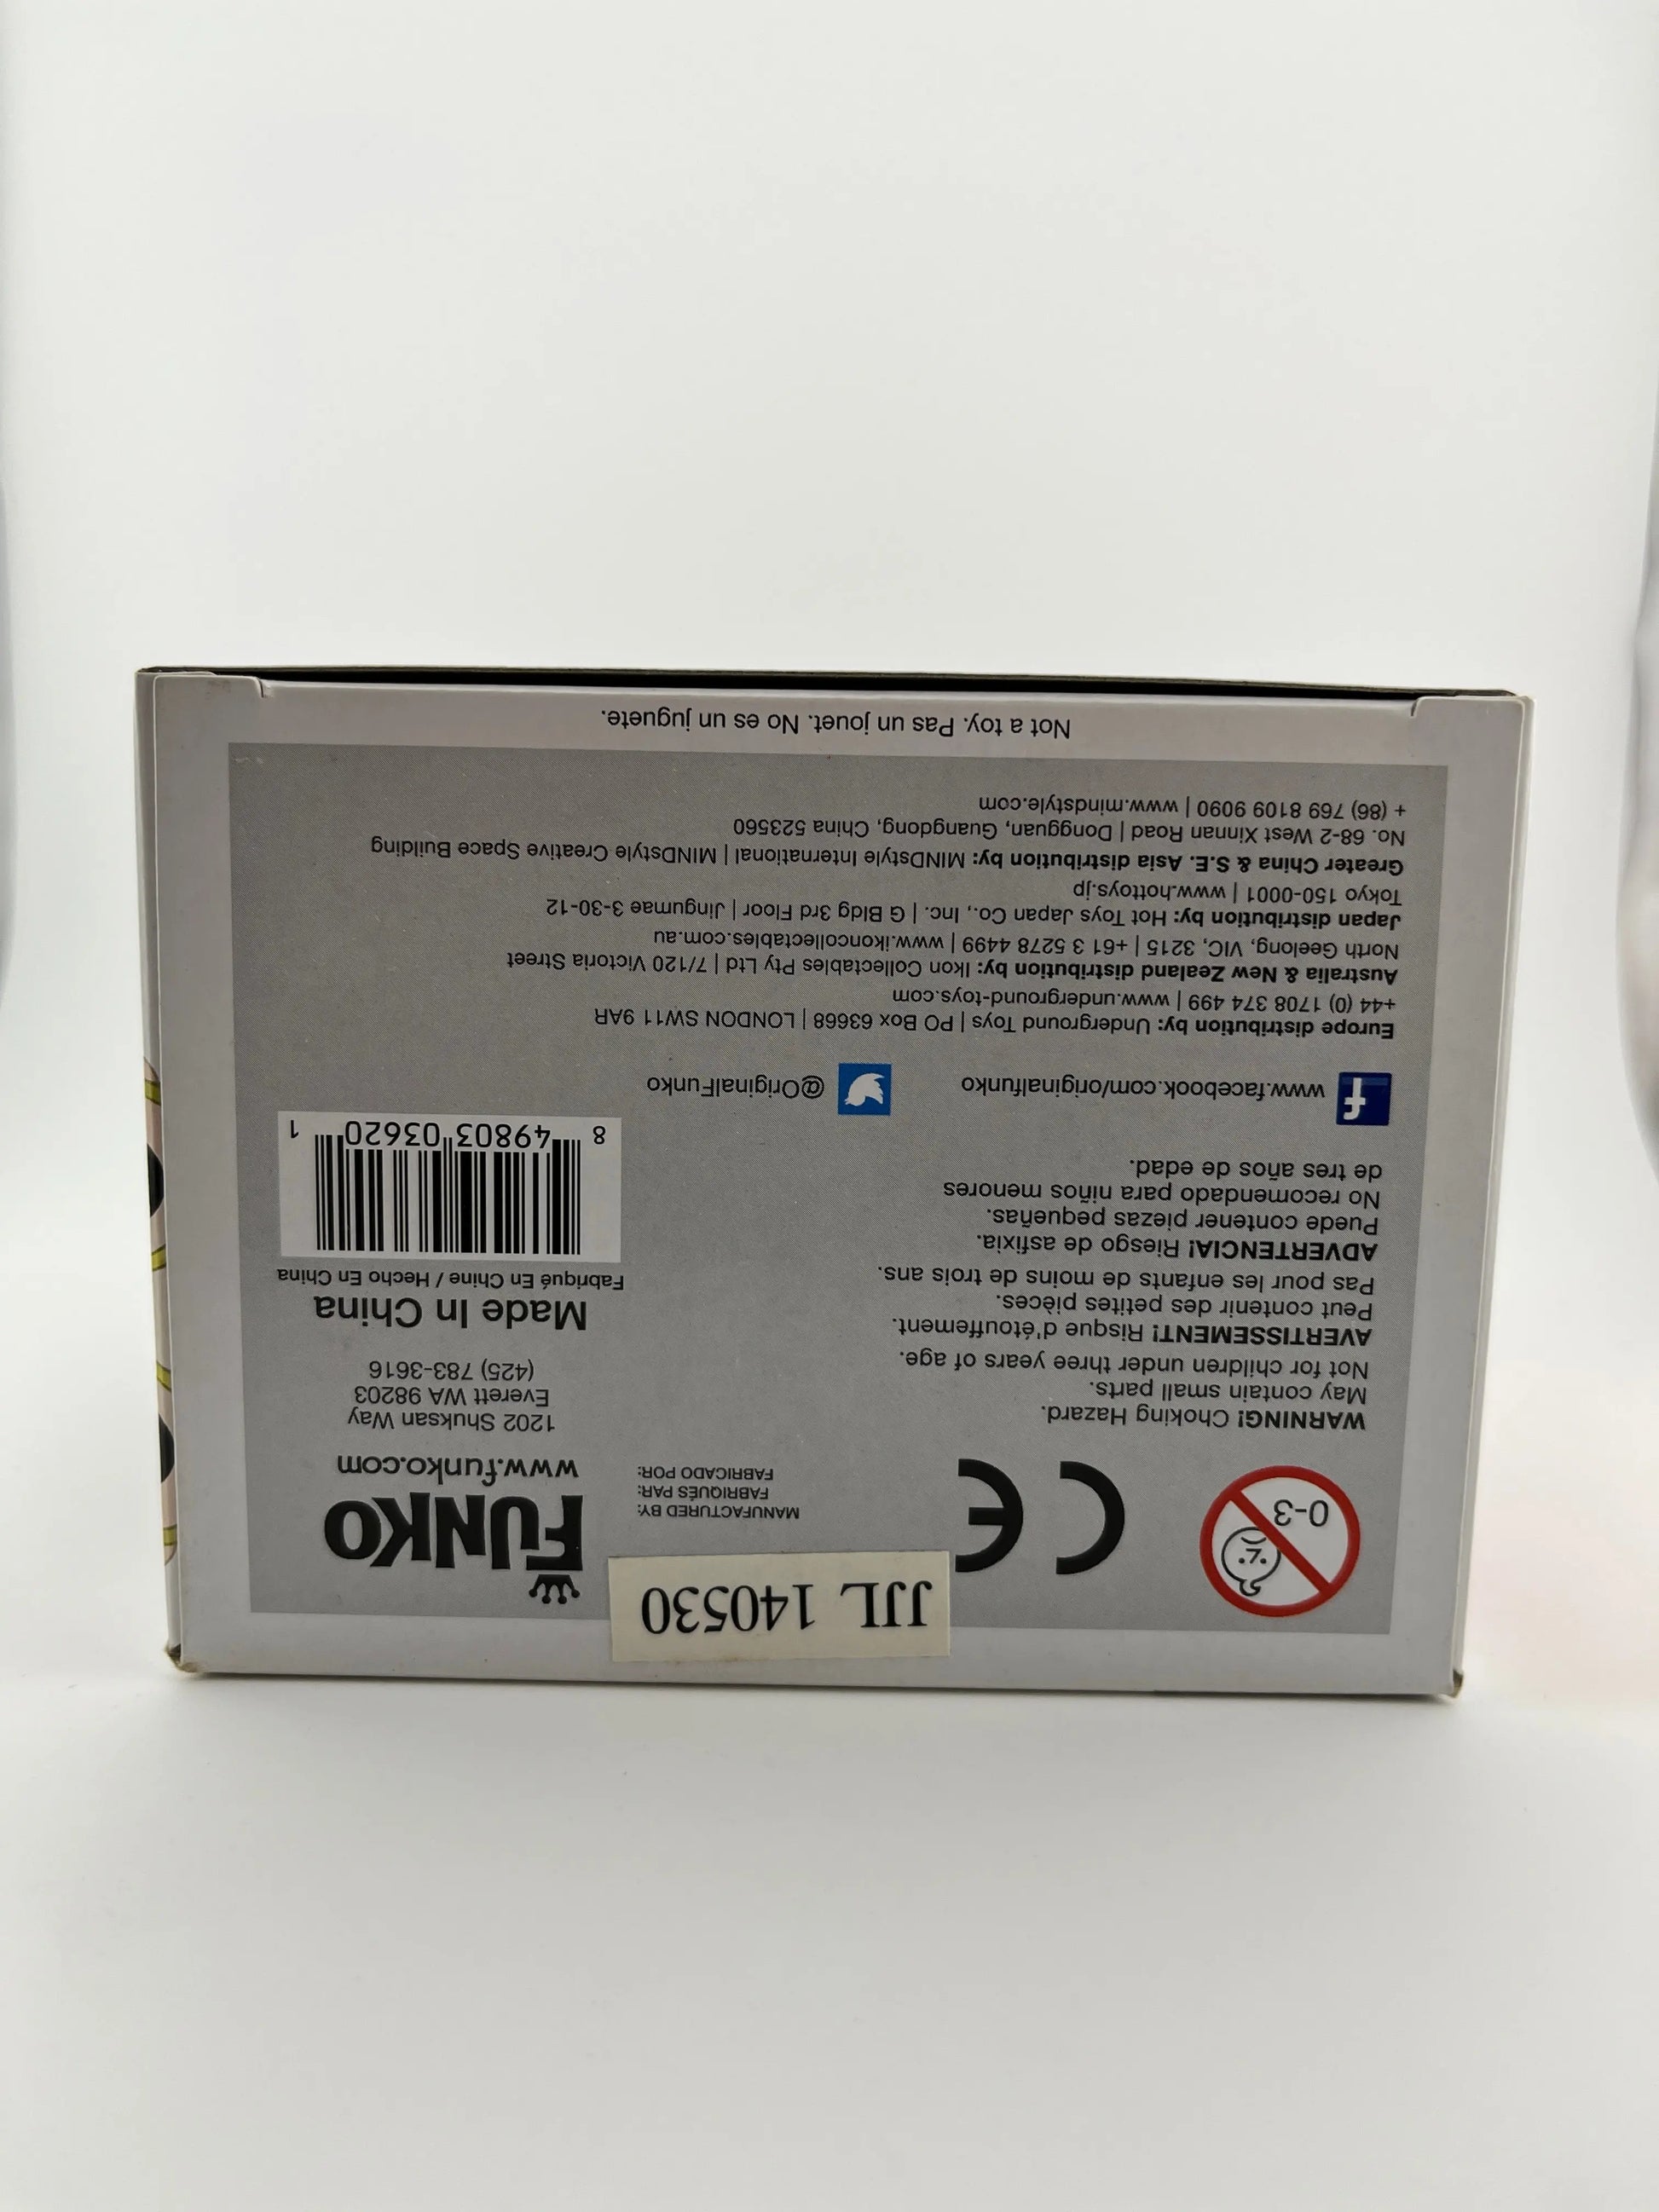 JJL 140530
0-3
CE
MANUFACTURED BY:
FABRIQUÉS PAR:
FABRICADO POR:
FUNKO
www.funko.com
1202 Shuksan Way
Everett WA 98203
(425) 783-3616
Made In China
Fabriqué En Chine / Hecho En China
8 49803 03620 1
WARNING! Choking Hazard.
May contain small parts.
Not for children under three years of age.
AVERTISSEMENT! Risque d'étouffement.
Peut contenir des petites pièces.
Pas pour les enfants de moins de trois ans.
ADVERTENCIA! Riesgo de asfixia.
Puede contener piezas pequeñas.
No recomendado para niños menores
de tres años de edad.
f www.facebook.com/originalfunko
@OriginalFunko
Europe distribution by: Underground Toys | PO Box 63668 | LONDON SW11 9AR
+44 (0) 1708 374 499 | www.underground-toys.com
Australia & New Zealand distribution by: Ikon Collectables Pty Ltd | 7/120 Victoria Street
North Geelong, VIC, 3215 | +61 3 5278 4499 | www.ikoncollectables.com.au
Japan distribution by: Hot Toys Japan Co., Inc. | G Bldg 3rd Floor | Jingumae 3-30-12
Tokyo 150-0001 | www.hottoys.jp
Greater China & S.E. Asia distribution by: MINDstyle International | MINDstyle Creative Space Building
No. 68-2 West Xinnan Road | Dongguan, Guangdong, China 523560
+ (86) 769 8109 9090 | www.mindstyle.com
Not a toy. Pas un jouet. No es un juguete.